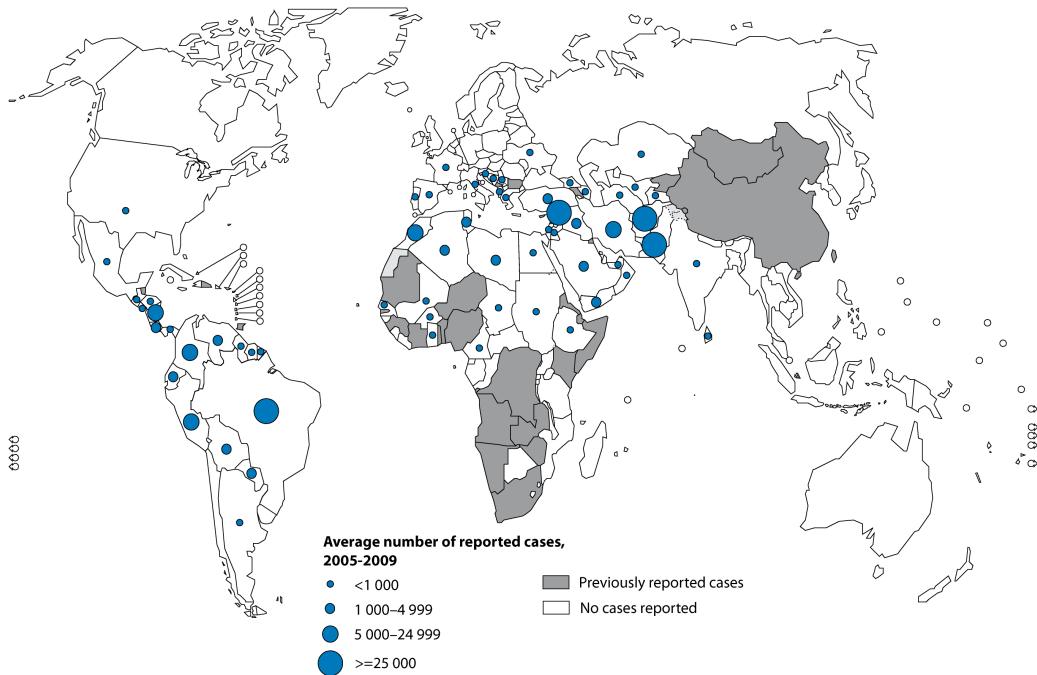 Average number of reported cases,
2005-2009
<1 000
1 000–4 999
5 000–24 999
>=25 000
Previously reported cases
No cases reported